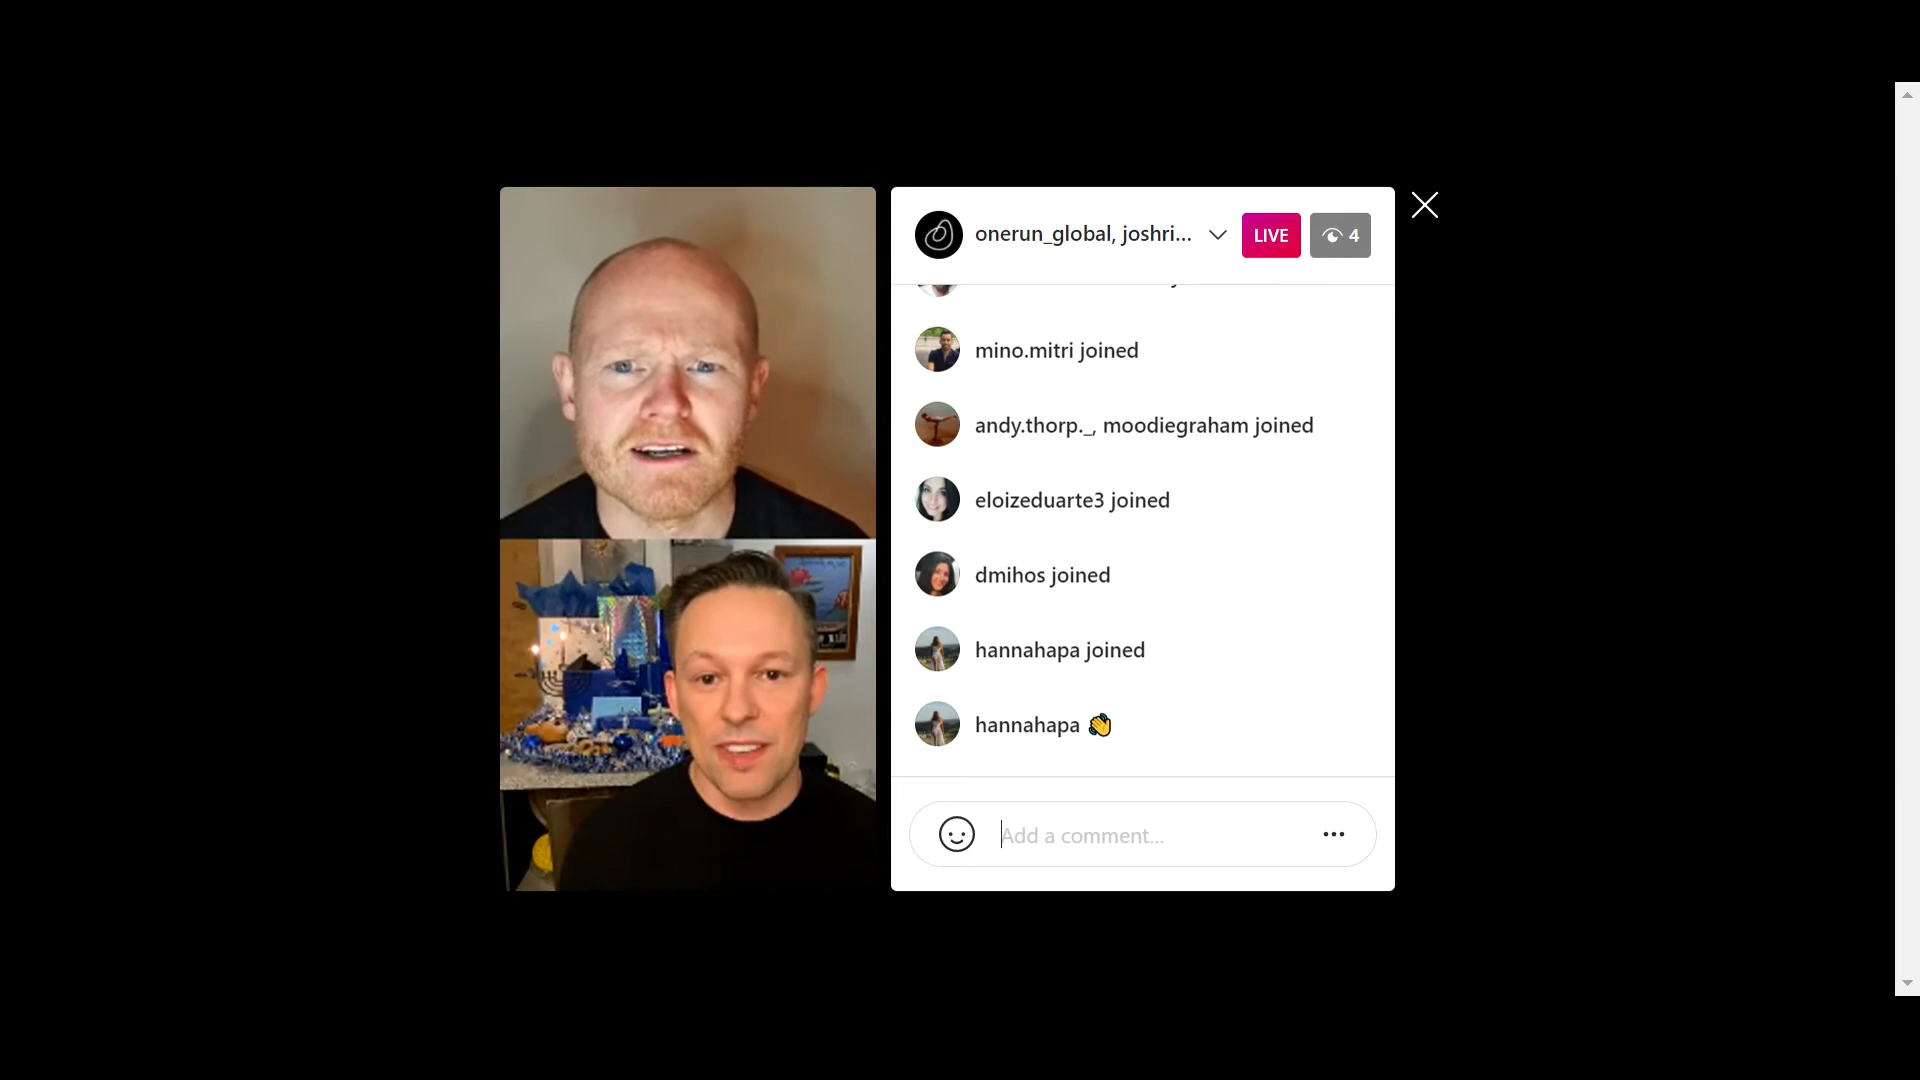 onerun_global, joshri...
LIVE
4
mino.mitri joined
andy.thorp._, moodiegraham joined
eloizeduarte3 joined
dmihos joined
hannahapa joined
hannahapa 👏
Add a comment...